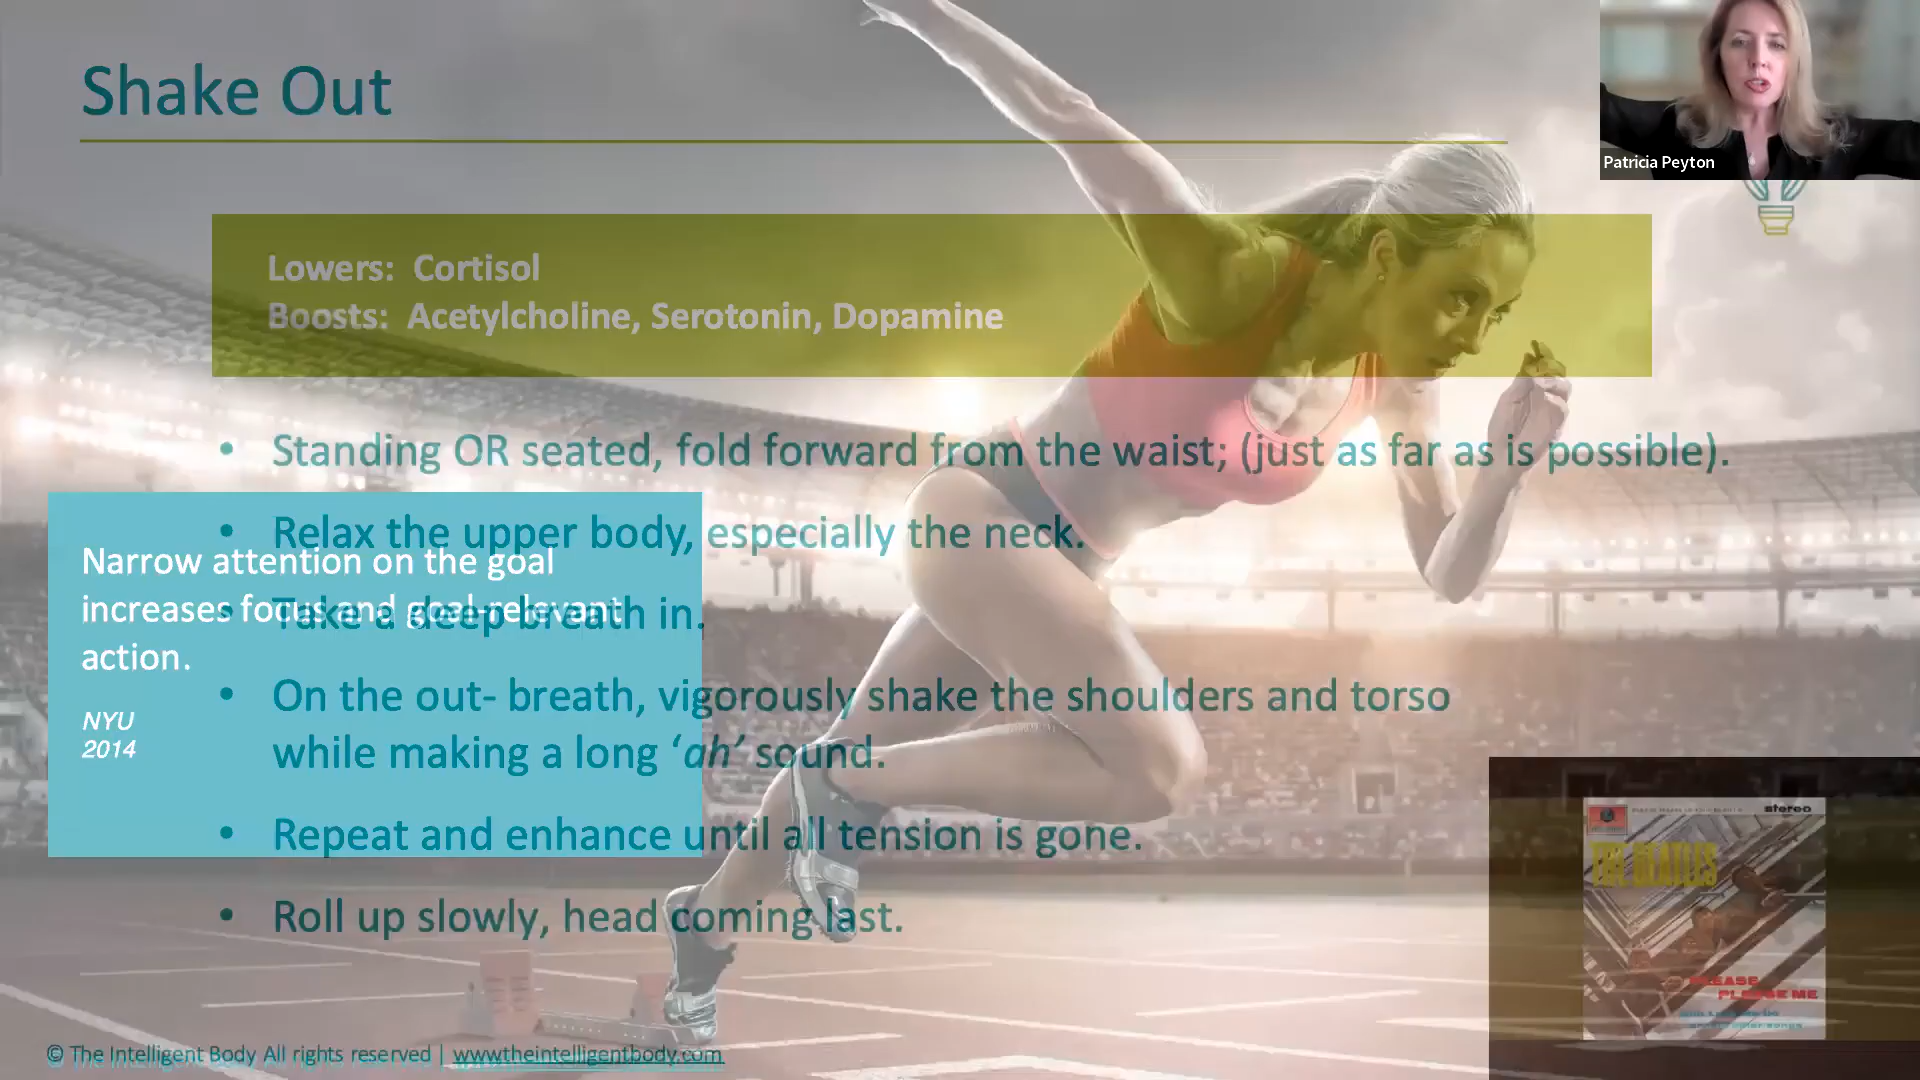 Shake Out
Patricia Peyton
Lowers: Cortisol
Boosts: Acetylcholine, Serotonin, Dopamine
• Standing OR seated, fold forward from the waist; (just as far as is possible).
• Relax the upper body, especially the neck.
• Take a deep breath in.
• On the out- breath, vigorously shake the shoulders and torso
while making a long ‘ah’ sound.
• Repeat and enhance until all tension is gone.
• Roll up slowly, head coming last.
Narrow attention on the goal
increases focus and goal-relevant
action.
NYU
2014
stereo
THE BEATLES
PLEASE
PLEASE ME
© The Intelligent Body All rights reserved | www.theintelligentbody.com